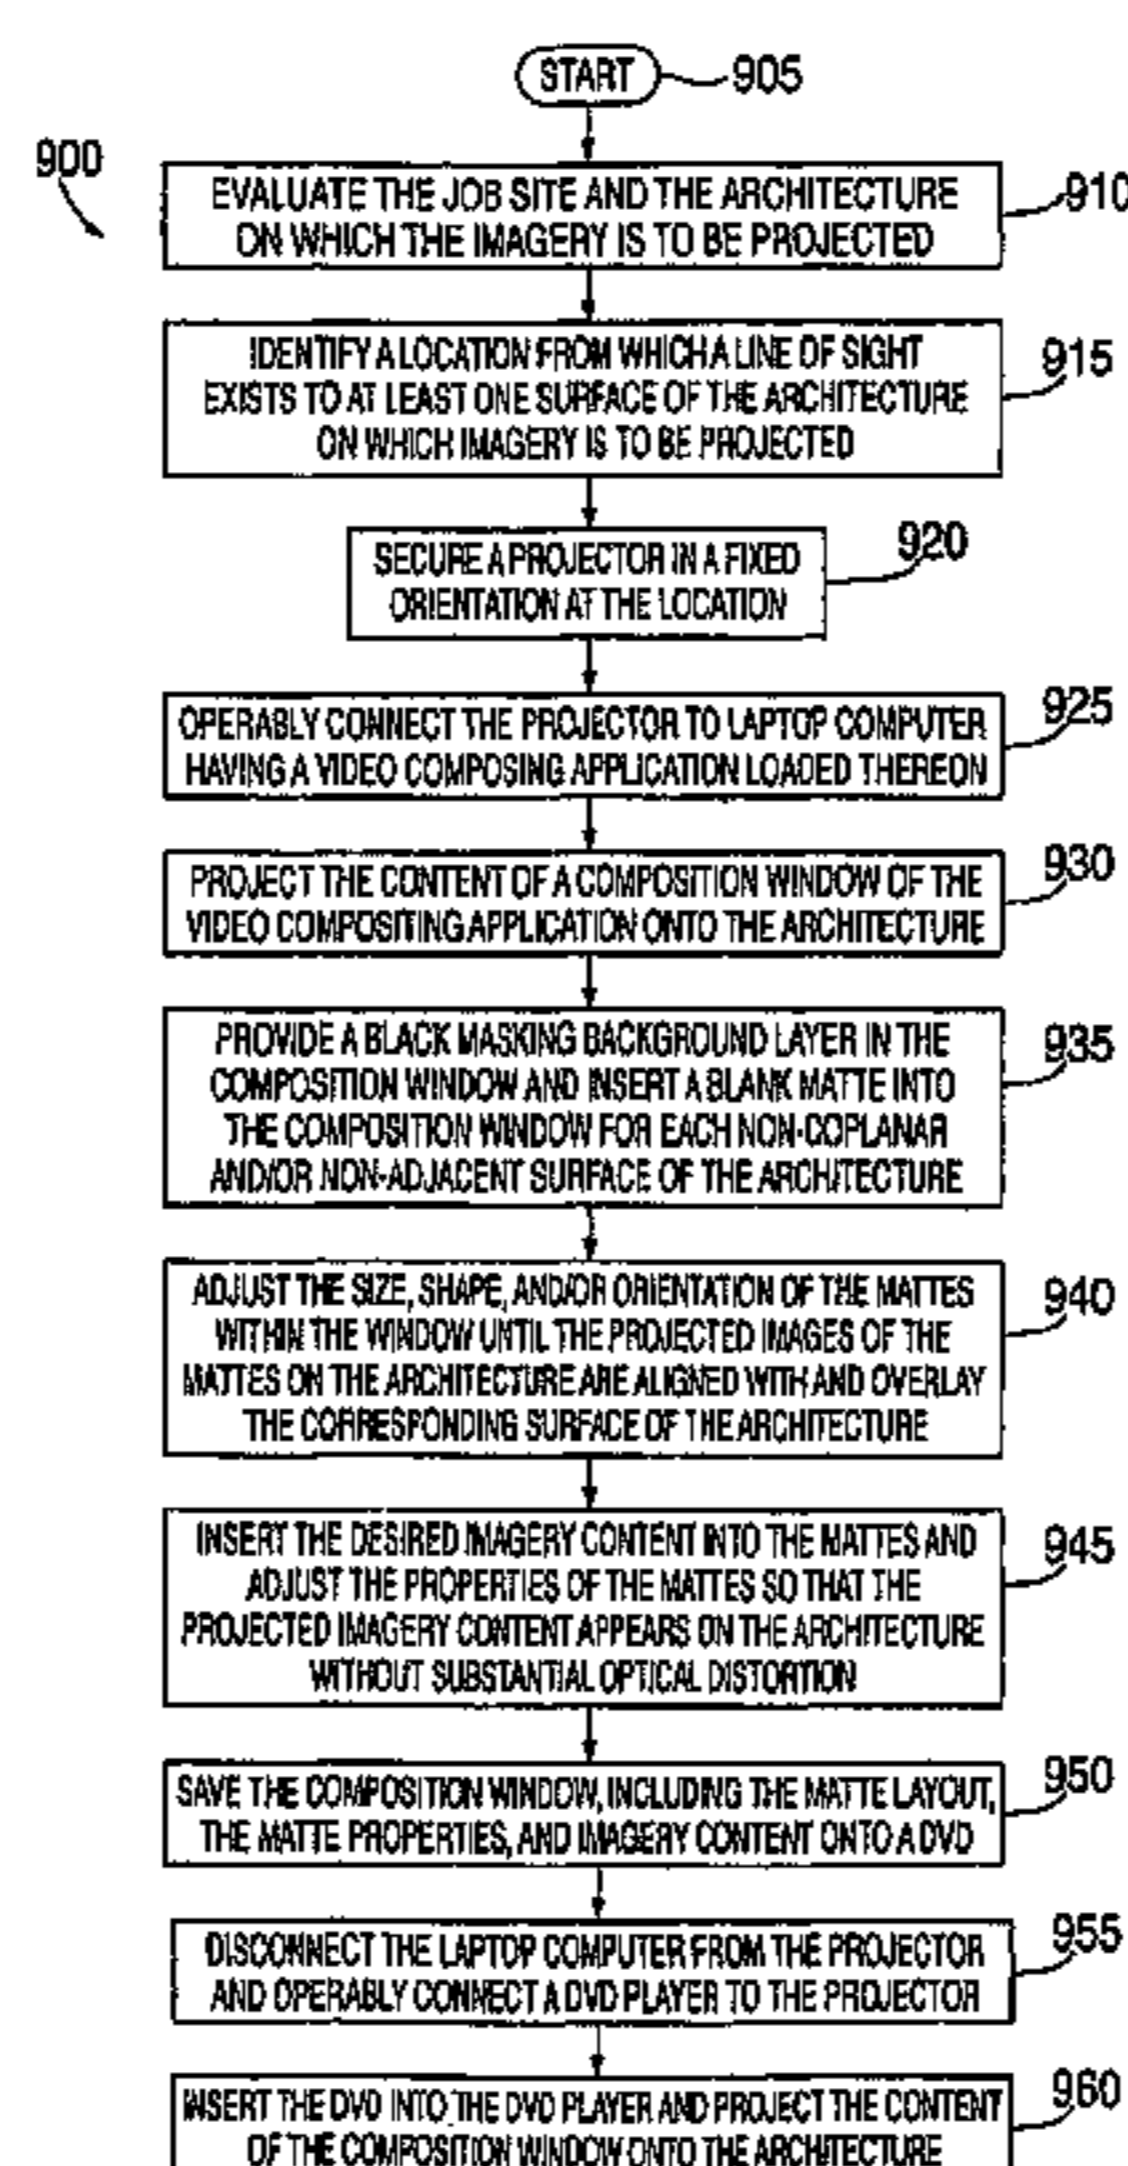 START
905
900
EVALUATE THE JOB SITE AND THE ARCHITECTURE
ON WHICH THE IMAGERY IS TO BE PROJECTED
910
IDENTIFY A LOCATION FROM WHICH A LINE OF SIGHT
EXISTS TO AT LEAST ONE SURFACE OF THE ARCHITECTURE
ON WHICH IMAGERY IS TO BE PROJECTED
915
SECURE A PROJECTOR IN A FIXED
ORIENTATION AT THE LOCATION
920
OPERABLY CONNECT THE PROJECTOR TO LAPTOP COMPUTER
HAVING A VIDEO COMPOSING APPLICATION LOADED THEREON
925
PROJECT THE CONTENT OF A COMPOSITION WINDOW OF THE
VIDEO COMPOSITING APPLICATION ONTO THE ARCHITECTURE
930
PROVIDE A BLACK MASKING BACKGROUND LAYER IN THE
COMPOSITION WINDOW AND INSERT A BLANK MATTE INTO
THE COMPOSITION WINDOW FOR EACH NON-COPLANAR
AND/OR NON-ADJACENT SURFACE OF THE ARCHITECTURE
935
ADJUST THE SIZE, SHAPE, AND/OR ORIENTATION OF THE MATTES
WITHIN THE WINDOW UNTIL THE PROJECTED IMAGES OF THE
MATTES ON THE ARCHITECTURE ARE ALIGNED WITH AND OVERLAY
THE CORRESPONDING SURFACE OF THE ARCHITECTURE
940
INSERT THE DESIRED IMAGERY CONTENT INTO THE MATTES AND
ADJUST THE PROPERTIES OF THE MATTES SO THAT THE
PROJECTED IMAGERY CONTENT APPEARS ON THE ARCHITECTURE
WITHOUT SUBSTANTIAL OPTICAL DISTORTION
945
SAVE THE COMPOSITION WINDOW, INCLUDING THE MATTE LAYOUT,
THE MATTE PROPERTIES, AND IMAGERY CONTENT ONTO A DVD
950
DISCONNECT THE LAPTOP COMPUTER FROM THE PROJECTOR
AND OPERABLY CONNECT A DVD PLAYER TO THE PROJECTOR
955
INSERT THE DVD INTO THE DVD PLAYER AND PROJECT THE CONTENT
OF THE COMPOSITION WINDOW ONTO THE ARCHITECTURE
960